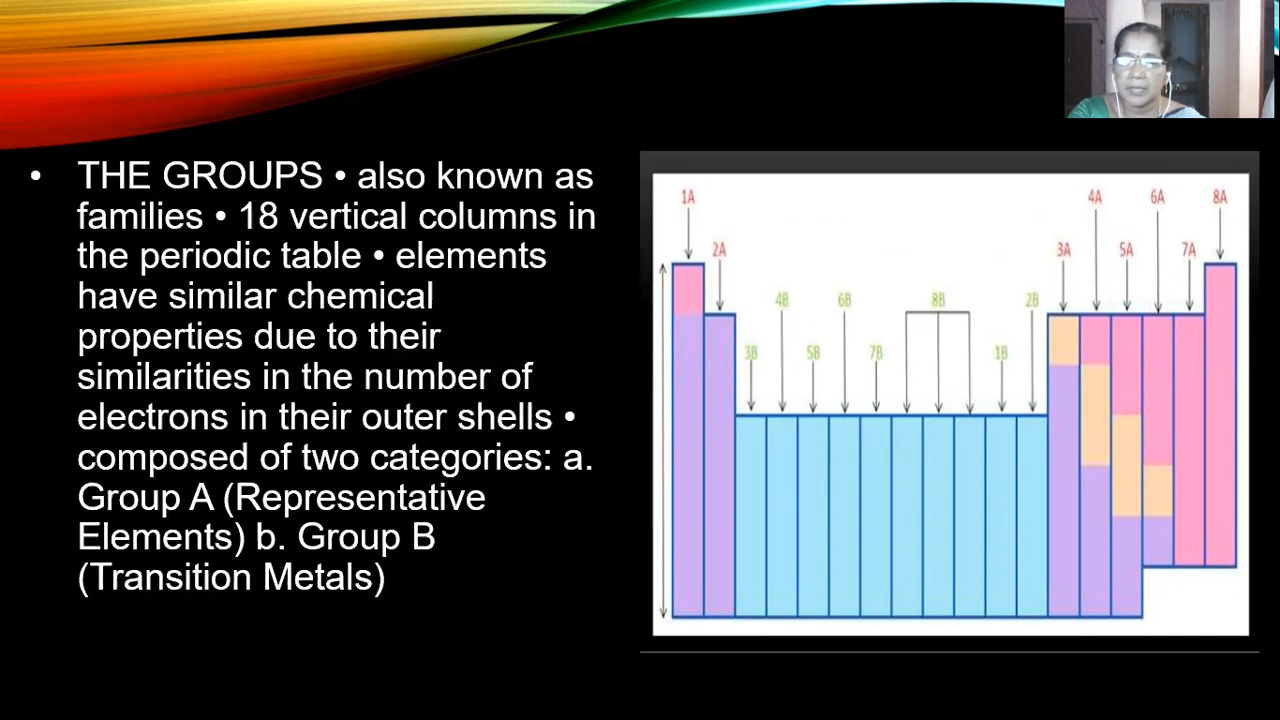 • THE GROUPS • also known as
families • 18 vertical columns in
the periodic table • elements
have similar chemical
properties due to their
similarities in the number of
electrons in their outer shells •
composed of two categories: a.
Group A (Representative
Elements) b. Group B
(Transition Metals)
1A 4A 6A 8A
2A 3A 5A 7A
4B 6B 8B 2B
3B 5B 7B 1B